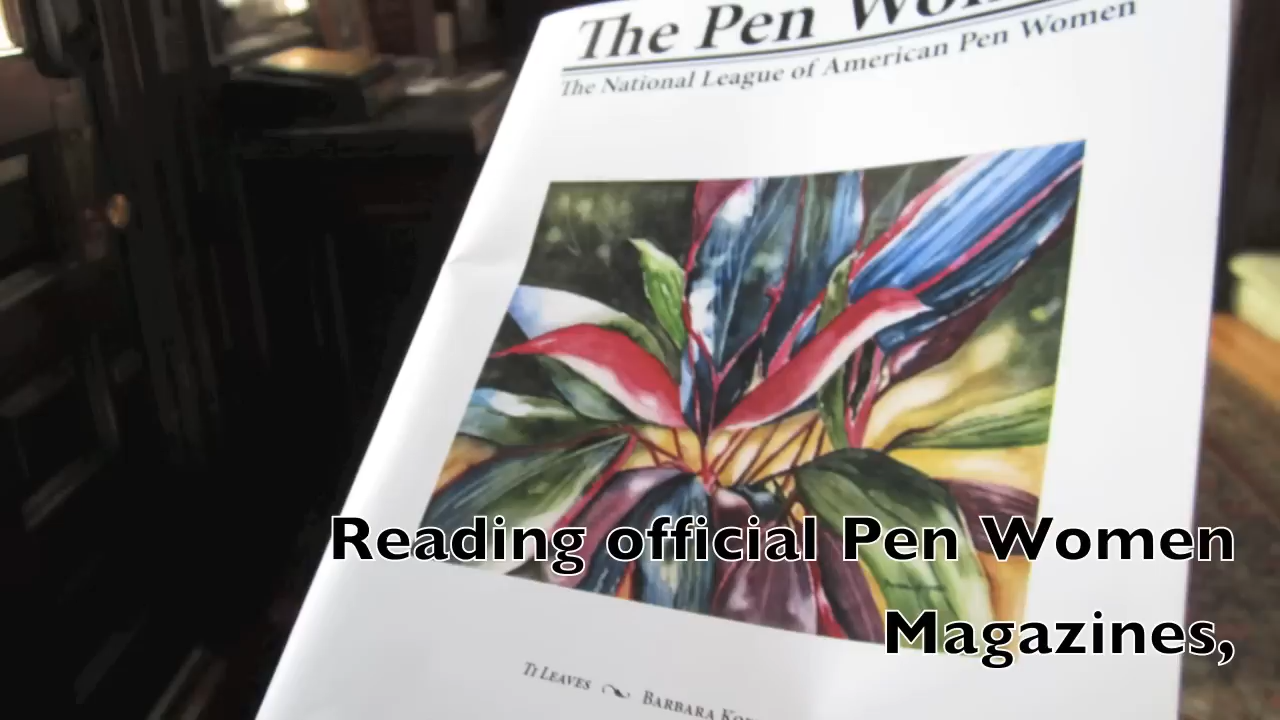 The Pen
The National League of American Pen Women
Reading official Pen Women
Magazines,
TI LEAVES BARBARA